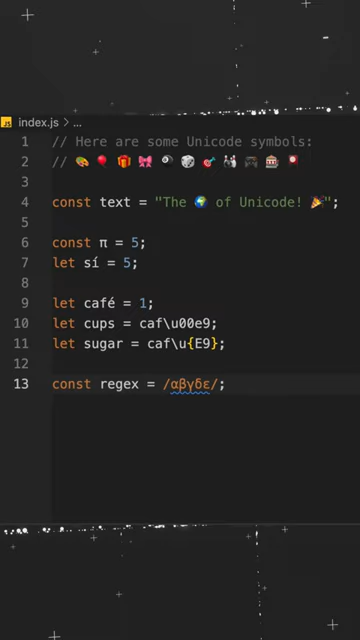 JS index.js > ...
1 // Here are some Unicode symbols:
2 // 🎨 🎈 🎁 🎀 🎱 🎲 🎯 🎳 🎮 🎰 🎴
3
4 const text = "The 🌍 of Unicode! 🎉";
5
6 const π = 5;
7 let sí = 5;
8
9 let café = 1;
10 let cups = caf\u00e9;
11 let sugar = caf\u{E9};
12
13 const regex = /αβγδε/;